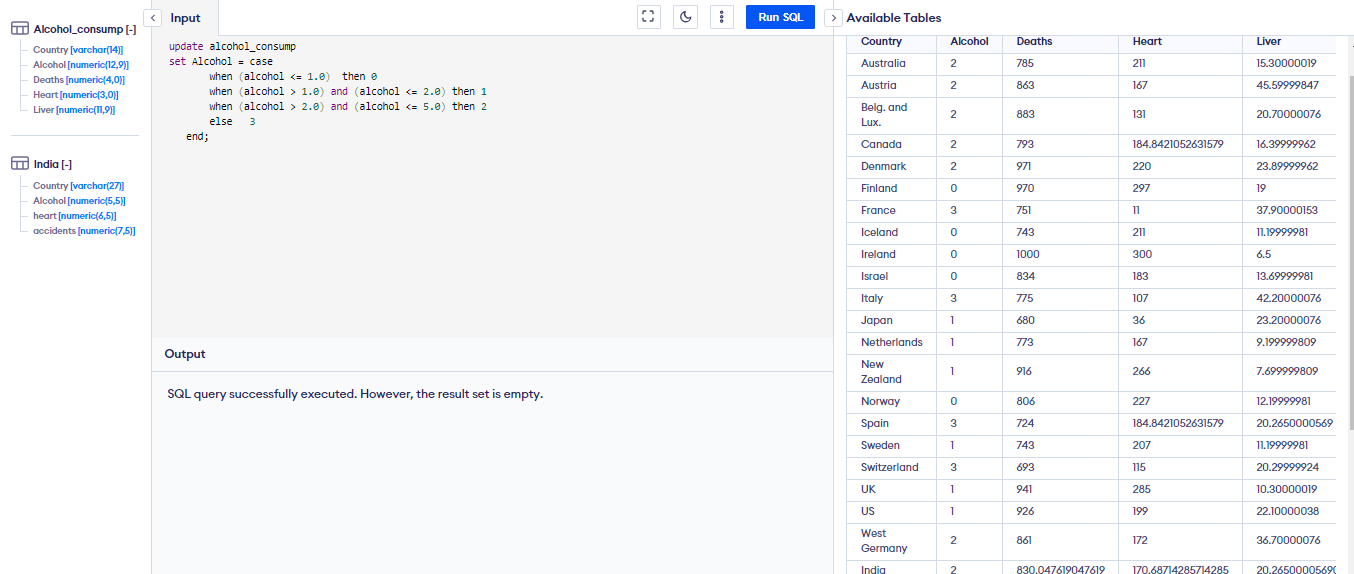 Alcohol_consump [-]
Country [varchar(14)]
Alcohol [numeric(12,9)]
Deaths [numeric(4,0)]
Heart [numeric(3,0)]
Liver [numeric(11,9)]
India [-]
Country [varchar(27)]
Alcohol [numeric(5,5)]
heart [numeric(6,5)]
accidents [numeric(7,5)]
Input
Run SQL
update alcohol_consump
set Alcohol = case
when (alcohol <= 1.0) then 0
when (alcohol > 1.0) and (alcohol <= 2.0) then 1
when (alcohol > 2.0) and (alcohol <= 5.0) then 2
else 3
end;
Output
SQL query successfully executed. However, the result set is empty.
Available Tables
Country Alcohol Deaths Heart Liver
Australia 2 785 211 15.30000019
Austria 2 863 167 45.59999847
Belg. and
Lux. 2 883 131 20.70000076
Canada 2 793 184.8421052631579 16.39999962
Denmark 2 971 220 23.89999962
Finland 0 970 297 19
France 3 751 11 37.90000153
Iceland 0 743 211 11.19999981
Ireland 0 1000 300 6.5
Israel 0 834 183 13.69999981
Italy 3 775 107 42.20000076
Japan 1 680 36 23.20000076
Netherlands 1 773 167 9.199999809
New
Zealand 1 916 266 7.699999809
Norway 0 806 227 12.19999981
Spain 3 724 184.8421052631579 20.2650000569
Sweden 1 743 207 11.19999981
Switzerland 3 693 115 20.29999924
UK 1 941 285 10.30000019
US 1 926 199 22.10000038
West
Germany 2 861 172 36.70000076
India 2 830.047619047619 170.68714285714285 20.2650000569